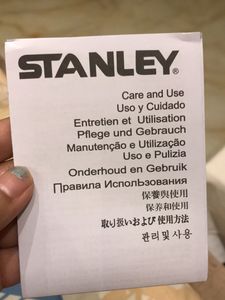 STANLEY®
Care and Use
Uso y Cuidado
Entretien et Utilisation
Pflege und Gebrauch
Manutenção e Utilização
Uso e Pulizia
Onderhoud en Gebruik
Правила Использования
保養與使用
保养和使用
取り扱いおよび 使用方法
관리 및 사용